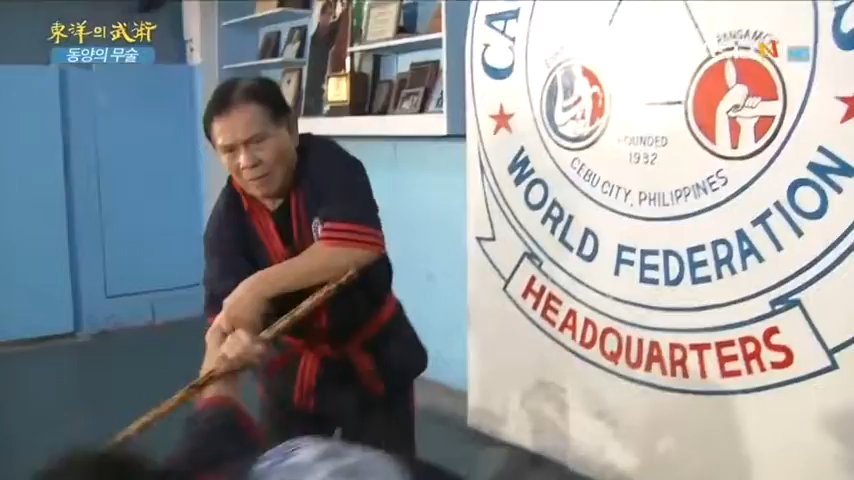 東洋의 武術
동양의 무술
CA
PANGAMOT
FOUNDED
1932
CEBU CITY, PHILIPPINES
WORLD FEDERATION
HEADQUARTERS